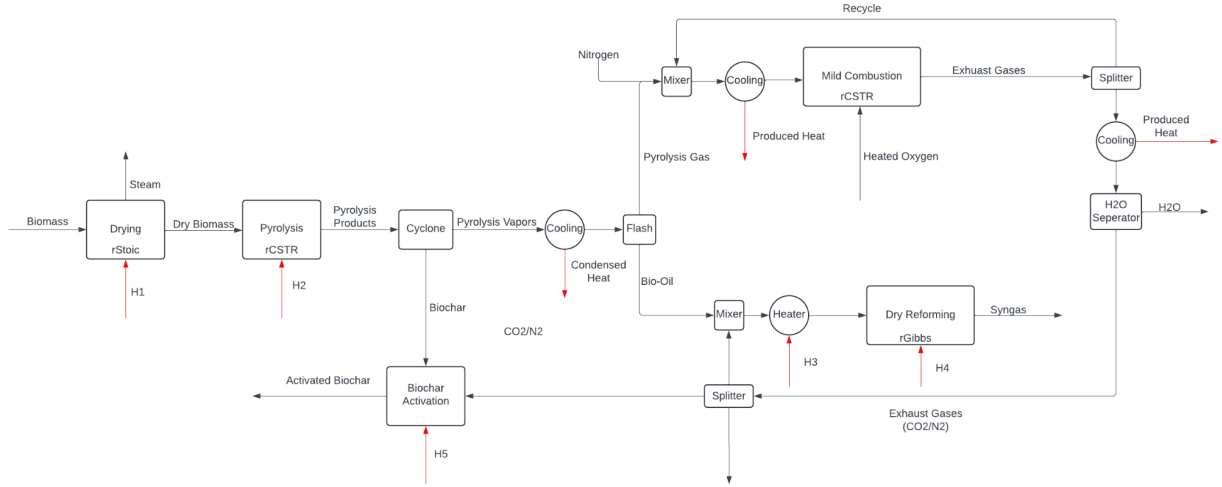 Recycle
Nitrogen
Mixer
Cooling
Mild Combustion
rCSTR
Exhuast Gases
Splitter
Produced Heat
Heated Oxygen
Pyrolysis Gas
Produced
Heat
Cooling
H2O
Seperator
H2O
Steam
Biomass
Drying
rStoic
Dry Biomass
Pyrolysis
rCSTR
Pyrolysis
Products
Cyclone
Pyrolysis Vapors
Cooling
Flash
Condensed
Heat
H1
H2
Bio-Oil
Biochar
CO2/N2
Mixer
Heater
Dry Reforming
rGibbs
Syngas
H3
H4
Activated Biochar
Biochar
Activation
Splitter
Exhaust Gases
(CO2/N2)
H5